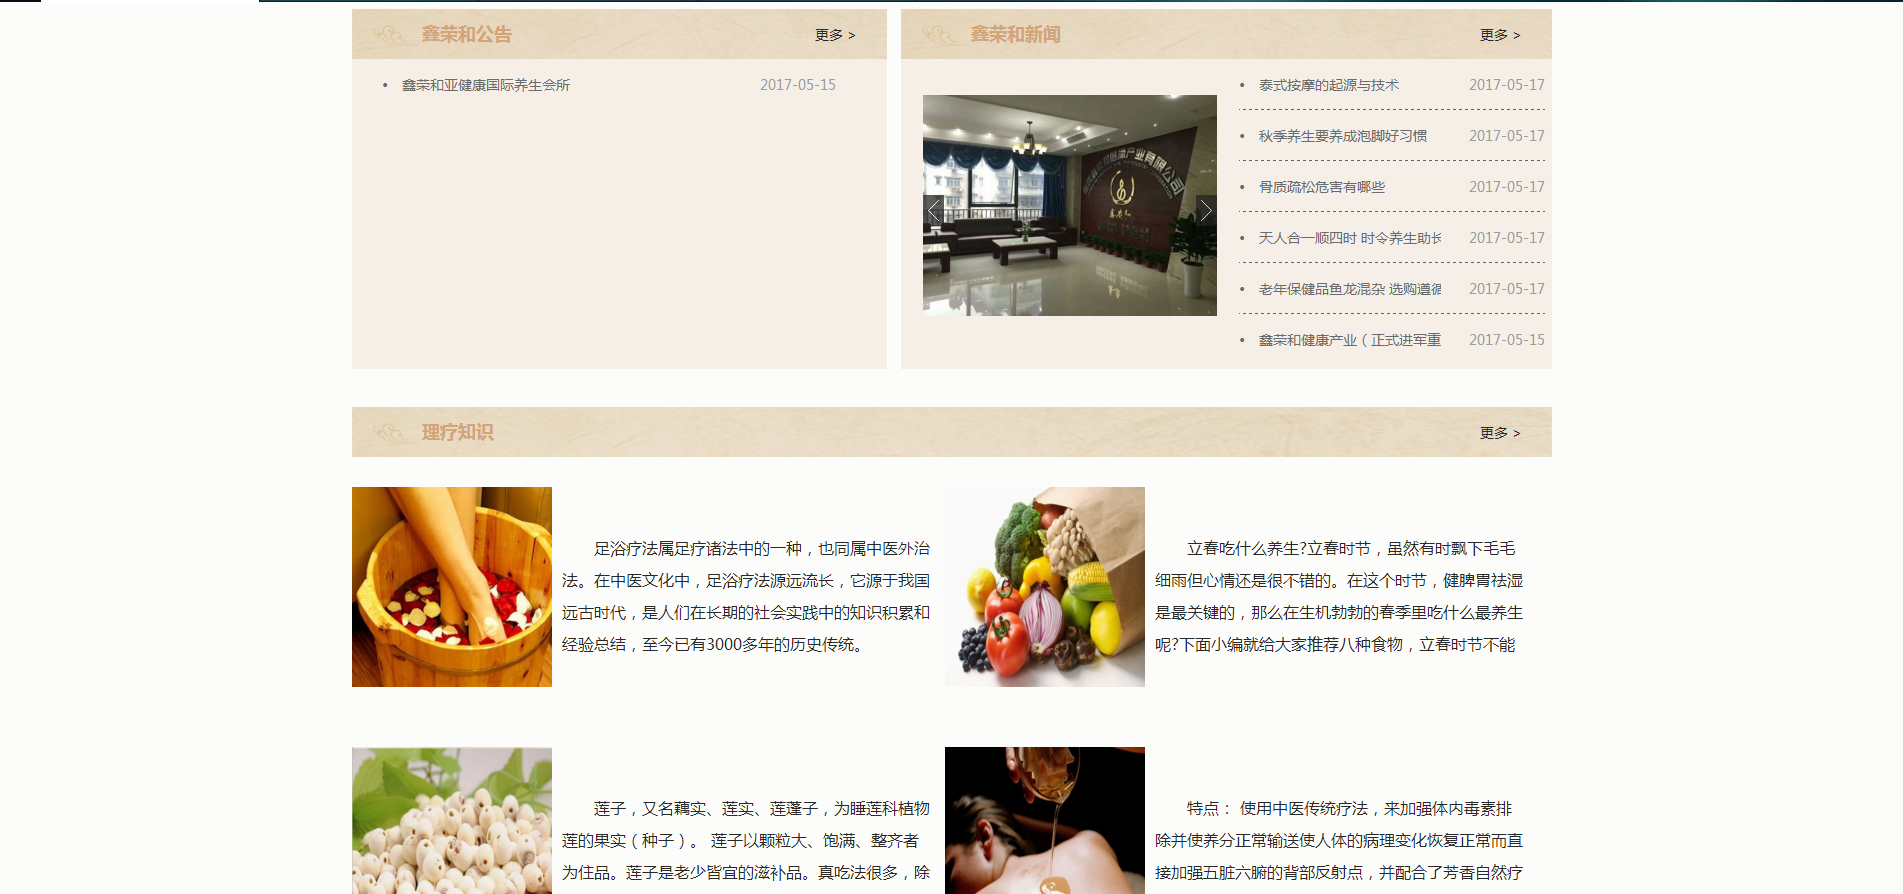 鑫荣和公告
更多 >
• 鑫荣和亚健康国际养生会所 2017-05-15
鑫荣和新闻
更多 >
健康产业有限公司
• 泰式按摩的起源与技术 2017-05-17
• 秋季养生要养成泡脚好习惯 2017-05-17
• 骨质疏松危害有哪些 2017-05-17
• 天人合一顺四时 时令养生助长 2017-05-17
• 老年保健品鱼龙混杂 选购遵循 2017-05-17
• 鑫荣和健康产业（正式进军重 2017-05-15
理疗知识
更多 >
足浴疗法属足疗诸法中的一种，也同属中医外治
法。在中医文化中，足浴疗法源远流长，它源于我国
远古时代，是人们在长期的社会实践中的知识积累和
经验总结，至今已有3000多年的历史传统。
立春吃什么养生?立春时节，虽然有时飘下毛毛
细雨但心情还是很不错的。在这个时节，健脾胃祛湿
是最关键的，那么在生机勃勃的春季里吃什么最养生
呢?下面小编就给大家推荐八种食物，立春时节不能
莲子，又名藕实、莲实、莲蓬子，为睡莲科植物
莲的果实（种子）。 莲子以颗粒大、饱满、整齐者
为住品。莲子是老少皆宜的滋补品。真吃法很多，除
特点： 使用中医传统疗法，来加强体内毒素排
除并使养分正常输送使人体的病理变化恢复正常而直
接加强五脏六腑的背部反射点，并配合了芳香自然疗